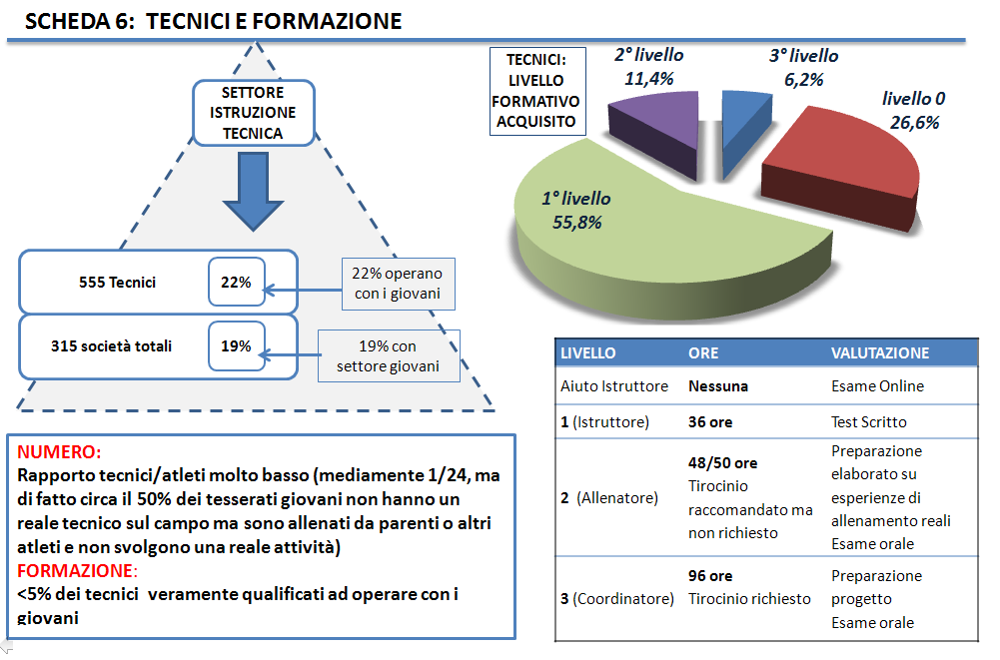 SCHEDA 6: TECNICI E FORMAZIONE
SETTORE
ISTRUZIONE
TECNICA
555 Tecnici
22%
22% operano
con i giovani
315 società totali
19%
19% con
settore giovani
TECNICI:
LIVELLO
FORMATIVO
ACQUISITO
2° livello
11,4%
3° livello
6,2%
livello 0
26,6%
1° livello
55,8%
NUMERO:
Rapporto tecnici/atleti molto basso (mediamente 1/24, ma
di fatto circa il 50% dei tesserati giovani non hanno un
reale tecnico sul campo ma sono allenati da parenti o altri
atleti e non svolgono una reale attività)
FORMAZIONE:
<5% dei tecnici veramente qualificati ad operare con i
giovani
LIVELLO ORE VALUTAZIONE
Aiuto Istruttore Nessuna Esame Online
1 (Istruttore) 36 ore Test Scritto
2 (Allenatore)
48/50 ore
Tirocinio
raccomandato ma
non richiesto
Preparazione
elaborato su
esperienze di
allenamento reali
Esame orale
3 (Coordinatore)
96 ore
Tirocinio richiesto
Preparazione
progetto
Esame orale